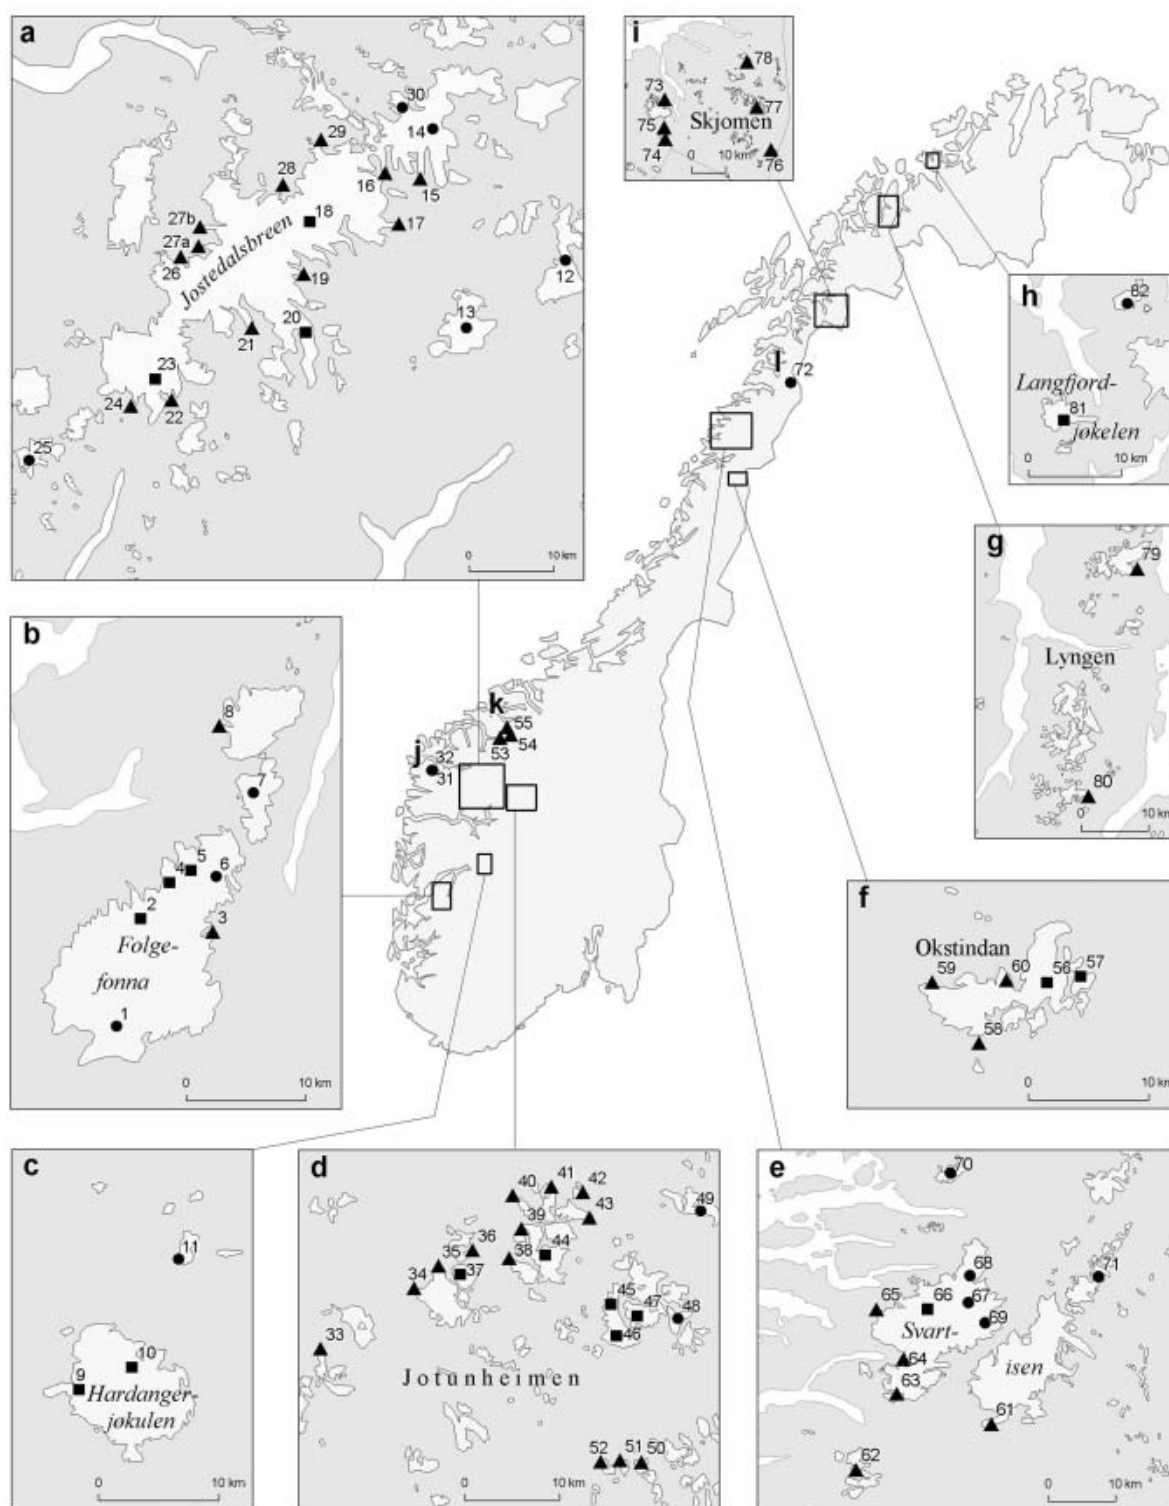 a
30
14
29
28
16
15
18
27b
17
27a
26
Jostedalsbreen
19
12
13
20
21
23
24
22
25
0
10 km
i
78
73
77
75
Skjomen
74
76
0
10 km
l
72
h
82
Langfjord-
81
jøkelen
0
10 km
g
79
Lyngen
80
0
10 km
k
55
54
53
j
32
31
b
8
7
5
4
6
2
3
Folge-
fonna
1
0
10 km
f
Okstindan
59
60
56
57
58
0
10 km
c
11
10
9
Hardanger-
jøkulen
0
10 km
d
40
41
42
43
49
39
36
35
38
44
37
34
45
47
48
46
33
Jotunheimen
52
51
50
0
10 km
e
70
68
71
65
66
67
69
Svart-
64
isen
63
61
62
0
10 km